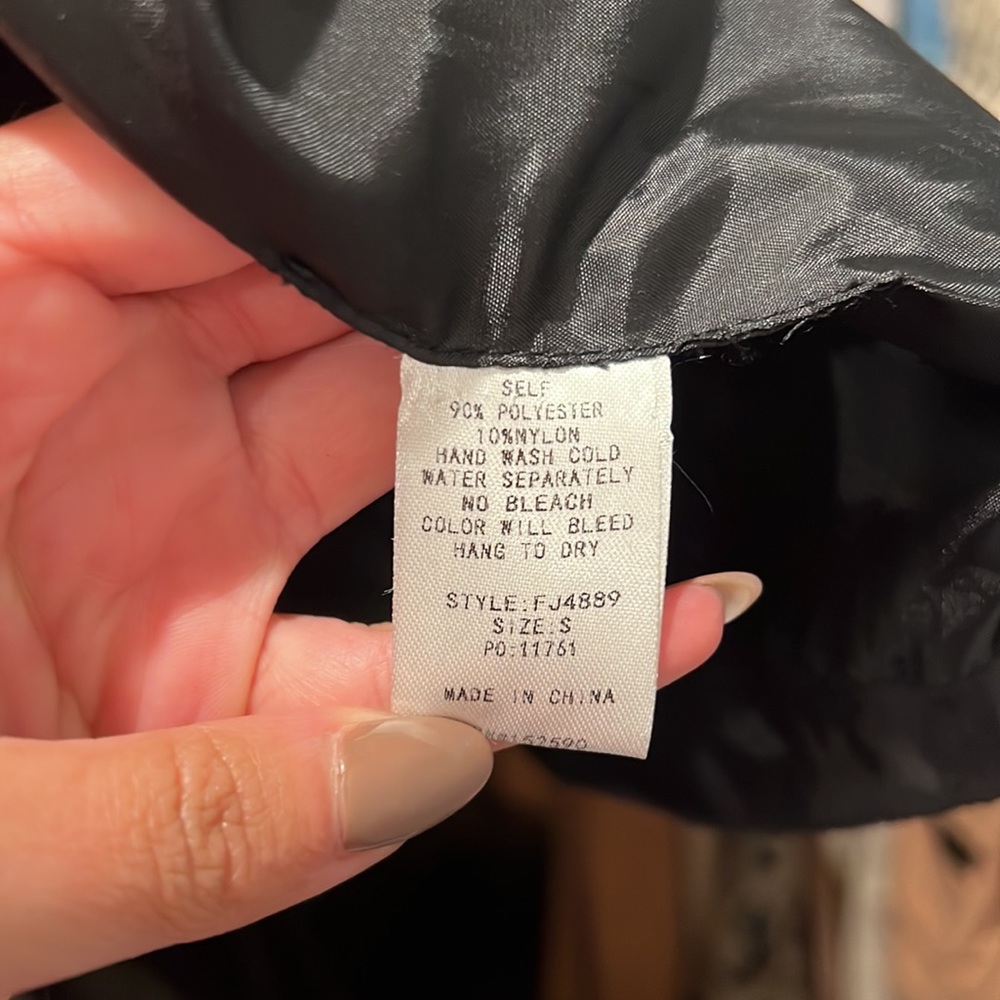 SELF
90% POLYESTER
10%NYLON
HAND WASH COLD
WATER SEPARATELY
NO BLEACH
COLOR WILL BLEED
HANG TO DRY
STYLE:FJ4889
SIZE:S
PO:11761
MADE IN CHINA